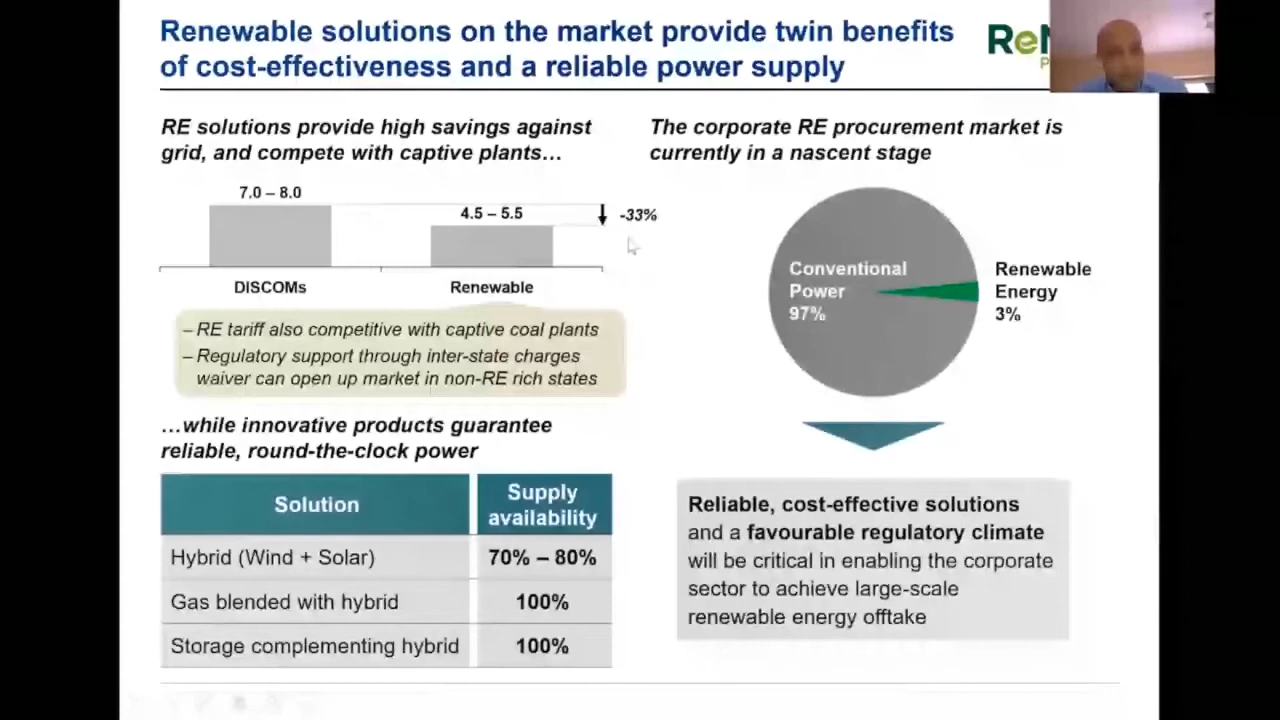 Renewable solutions on the market provide twin benefits
of cost-effectiveness and a reliable power supply
RE solutions provide high savings against
grid, and compete with captive plants…
7.0 – 8.0
4.5 – 5.5
-33%
DISCOMs
Renewable
– RE tariff also competitive with captive coal plants
– Regulatory support through inter-state charges
waiver can open up market in non-RE rich states
…while innovative products guarantee
reliable, round-the-clock power
Solution
Supply
availability
Hybrid (Wind + Solar)
70% – 80%
Gas blended with hybrid
100%
Storage complementing hybrid
100%
The corporate RE procurement market is
currently in a nascent stage
Conventional
Power
97%
Renewable
Energy
3%
Reliable, cost-effective solutions
and a favourable regulatory climate
will be critical in enabling the corporate
sector to achieve large-scale
renewable energy offtake